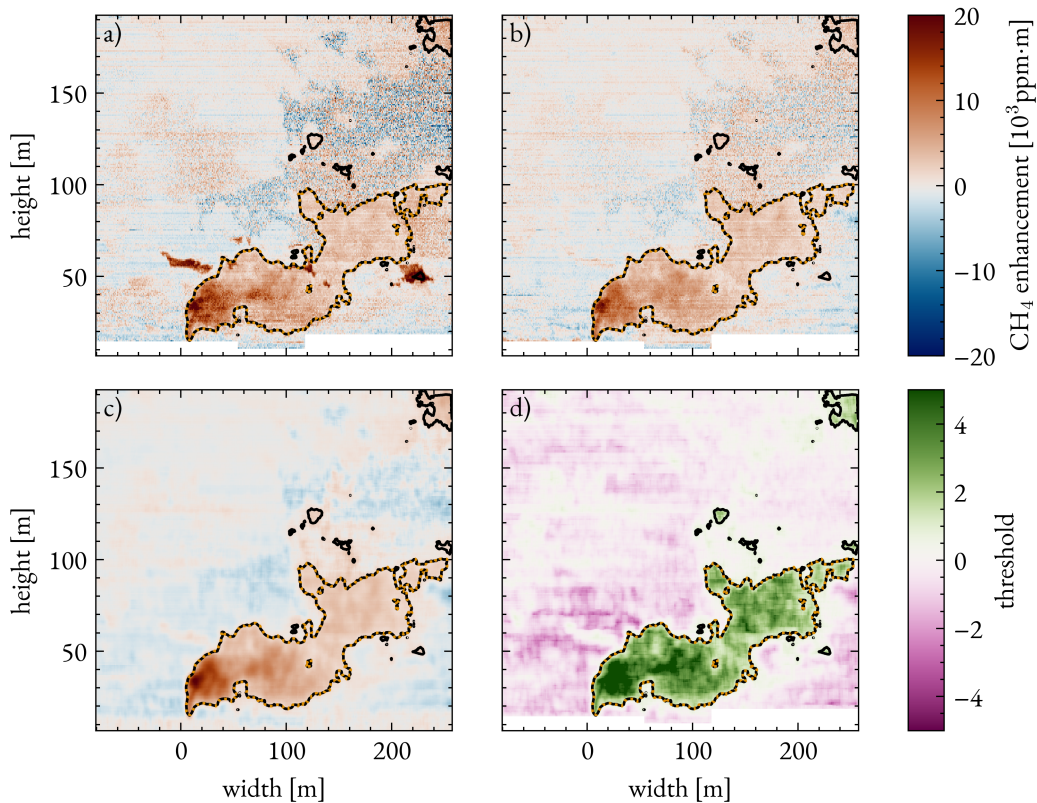 a)
b)
150
100
50
height [m]
20
10
0
−10
−20
CH₄ enhancement [10³ppm·m]
c)
d)
150
100
50
height [m]
0
100
200
width [m]
0
100
200
width [m]
4
2
0
−2
−4
threshold